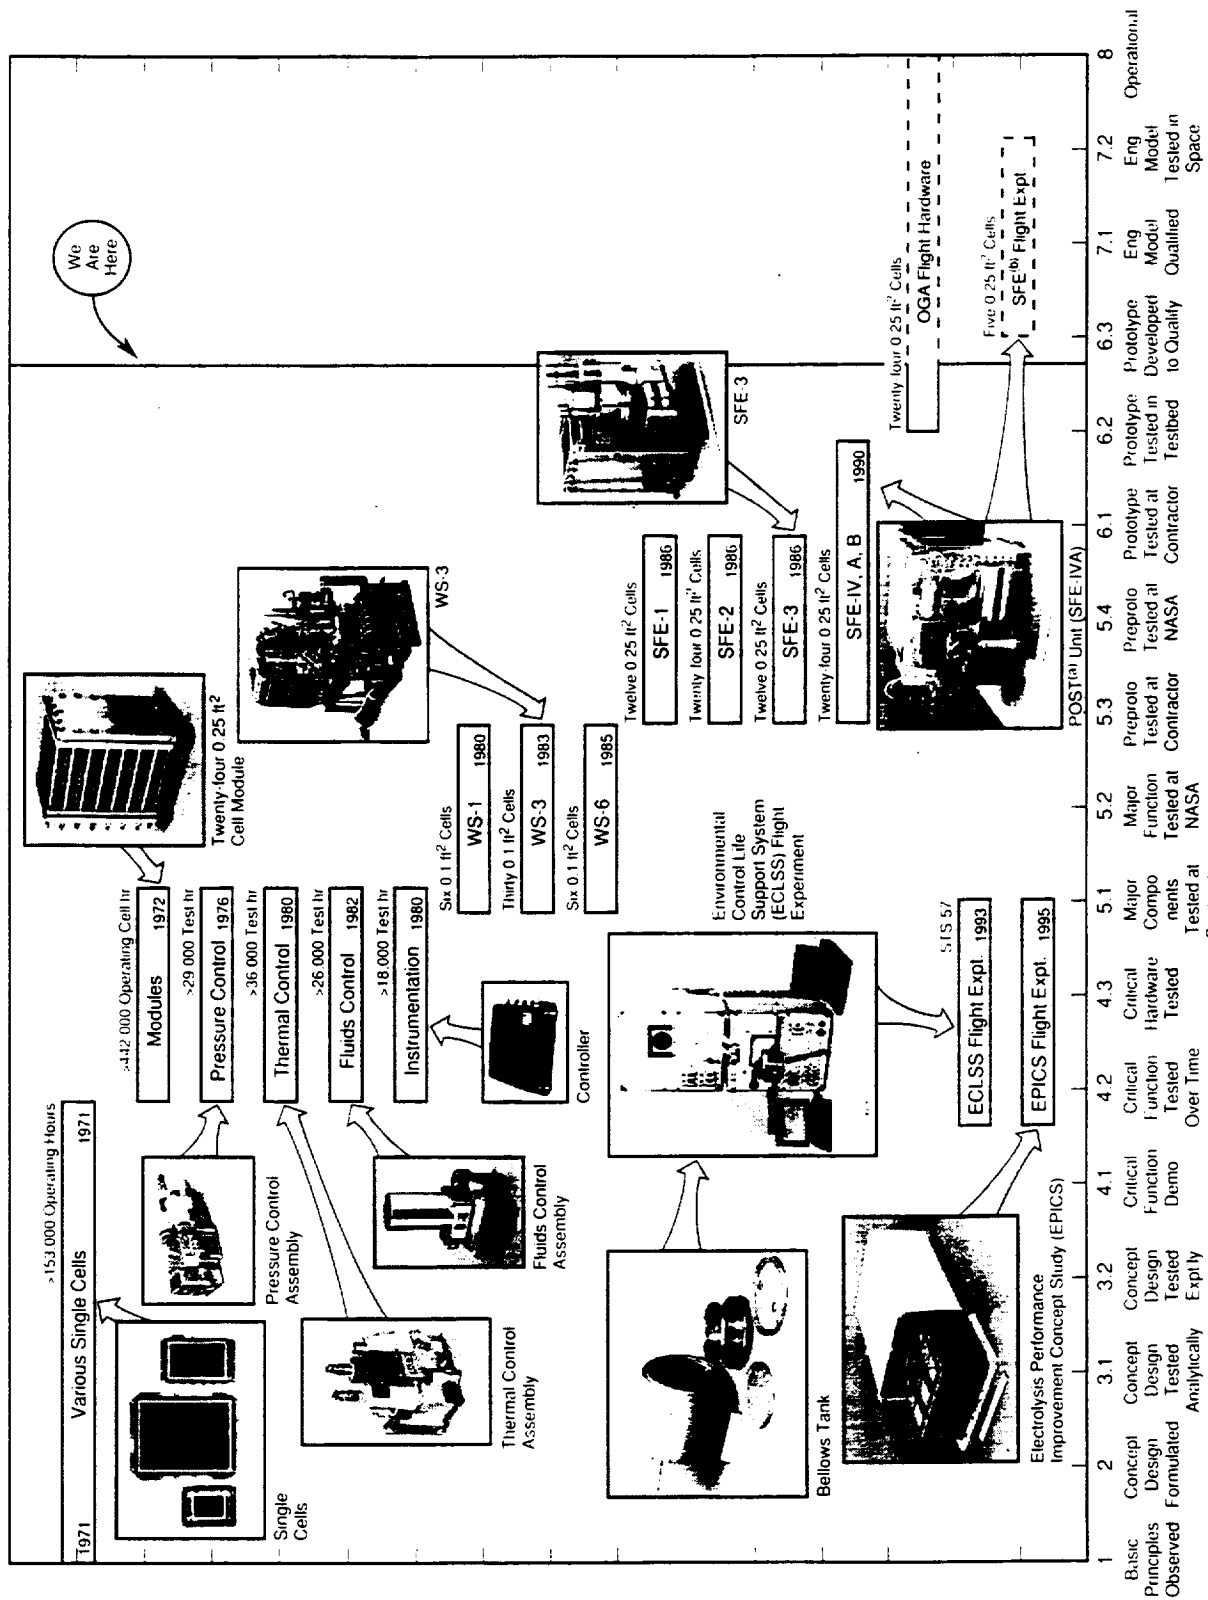 We
Are
Here
>153,000 Operating Hours
1971
Various Single Cells
1971
Single
Cells
>442 000 Operating Cell hr
Modules 1972
Twenty-four 0.25 ft²
Cell Module
>29 000 Test hr
Pressure Control 1976
Pressure Control
Assembly
>36 000 Test hr
Thermal Control 1980
Thermal Control
Assembly
>26 000 Test hr
Fluids Control 1982
Fluids Control
Assembly
>18,000 Test hr
Instrumentation 1980
Controller
WS-3
Six 0.1 ft² Cells
WS-1 1980
Thirty 0 1 ft² Cells
WS-3 1983
Six 0.1 ft² Cells
WS-6 1985
SFE-3
Twelve 0 25 ft² Cells
SFE-1 1986
Twenty four 0 25 ft² Cells
SFE-2 1986
Twelve 0 25 ft² Cells
SFE-3 1986
Twenty-four 0 25 ft² Cells
SFE-IV, A, B 1990
POST(a) Unit (SFE-IVA)
Twenty four 0 25 ft² Cells
OGA Flight Hardware
Five 0 25 ft² Cells
SFE(b) Flight Expt
Bellows Tank
Environmental
Control Life
Support System
(ECLSS) Flight
Experiment
STS 57
ECLSS Flight Expt. 1993
EPICS Flight Expt. 1995
Electrolysis Performance
Improvement Concept Study (EPICS)
1
Basic
Principles
Observed
2
Concept
Design
Formulated
3.1
Concept
Design
Tested
Analytically
3.2
Concept
Design
Tested
Exptly
4.1
Critical
Function
Demo
4.2
Critical
Function
Tested
Over Time
4.3
Critical
Hardware
Tested
5.1
Major
Compo
nents
Tested at
5.2
Major
Function
Tested at
NASA
5.3
Preproto
Tested at
Contractor
5.4
Preproto
Tested at
NASA
6.1
Prototype
Tested at
Contractor
6.2
Prototype
Tested in
Testbed
6.3
Prototype
Developed
to Qualify
7.1
Eng
Model
Qualified
7.2
Eng
Model
Tested in
Space
8
Operational